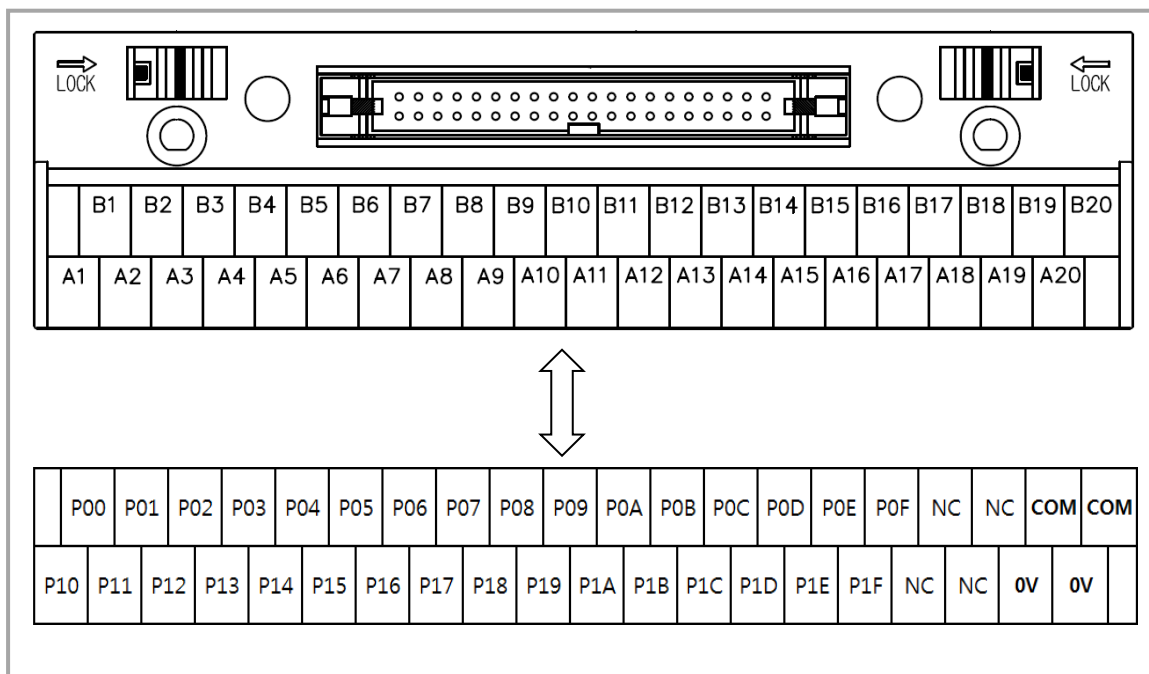 LOCK LOCK
B1 B2 B3 B4 B5 B6 B7 B8 B9 B10 B11 B12 B13 B14 B15 B16 B17 B18 B19 B20
A1 A2 A3 A4 A5 A6 A7 A8 A9 A10 A11 A12 A13 A14 A15 A16 A17 A18 A19 A20
P00 P01 P02 P03 P04 P05 P06 P07 P08 P09 P0A P0B P0C P0D P0E P0F NC NC COM COM
P10 P11 P12 P13 P14 P15 P16 P17 P18 P19 P1A P1B P1C P1D P1E P1F NC NC 0V 0V